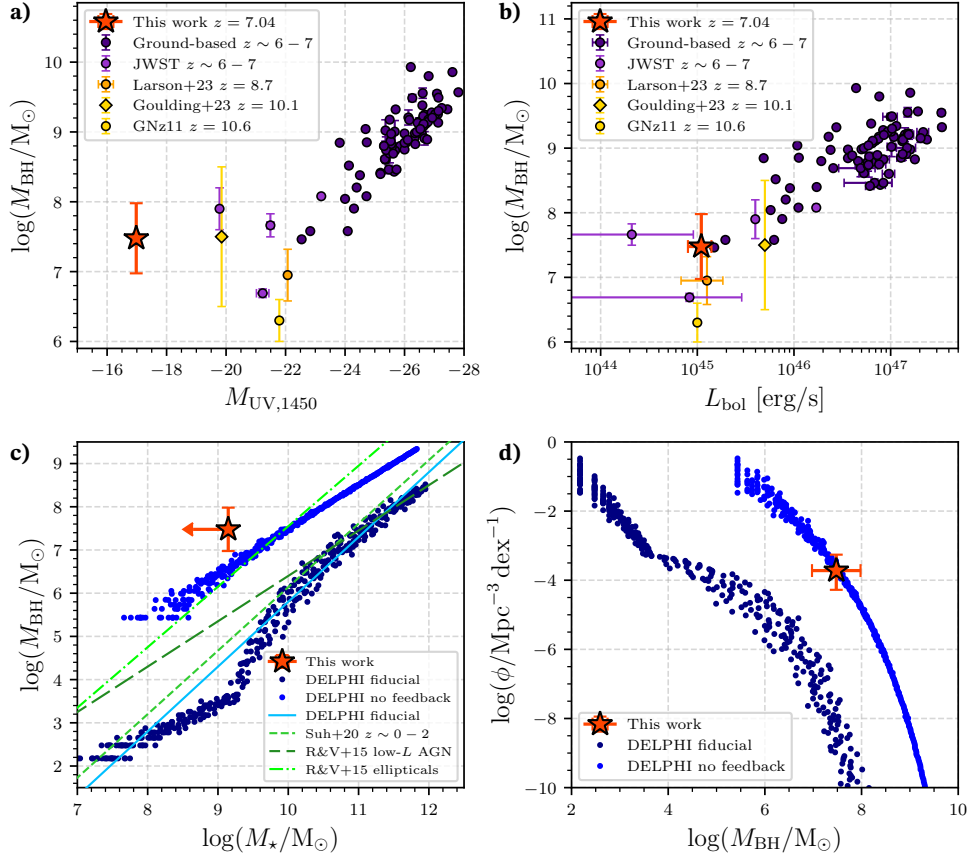 a)
This work z = 7.04
Ground-based z ∼ 6 − 7
JWST z ∼ 6 − 7
Larson+23 z = 8.7
Goulding+23 z = 10.1
GNz11 z = 10.6
10
9
8
7
6
log(M_BH/M_⊙)
−16 −18 −20 −22 −24 −26 −28
M_UV,1450
b)
This work z = 7.04
Ground-based z ∼ 6 − 7
JWST z ∼ 6 − 7
Larson+23 z = 8.7
Goulding+23 z = 10.1
GNz11 z = 10.6
11
10
9
8
7
6
log(M_BH/M_⊙)
10^44 10^45 10^46 10^47
L_bol [erg/s]
c)
9
8
7
6
5
4
3
2
log(M_BH/M_⊙)
This work
DELPHI fiducial
DELPHI no feedback
DELPHI fiducial
Suh+20 z ∼ 0 − 2
R&V+15 low-L AGN
R&V+15 ellipticals
7 8 9 10 11 12
log(M_⋆/M_⊙)
d)
0
−2
−4
−6
−8
−10
log(ϕ/Mpc^−3 dex^−1)
This work
DELPHI fiducial
DELPHI no feedback
2 4 6 8 10
log(M_BH/M_⊙)